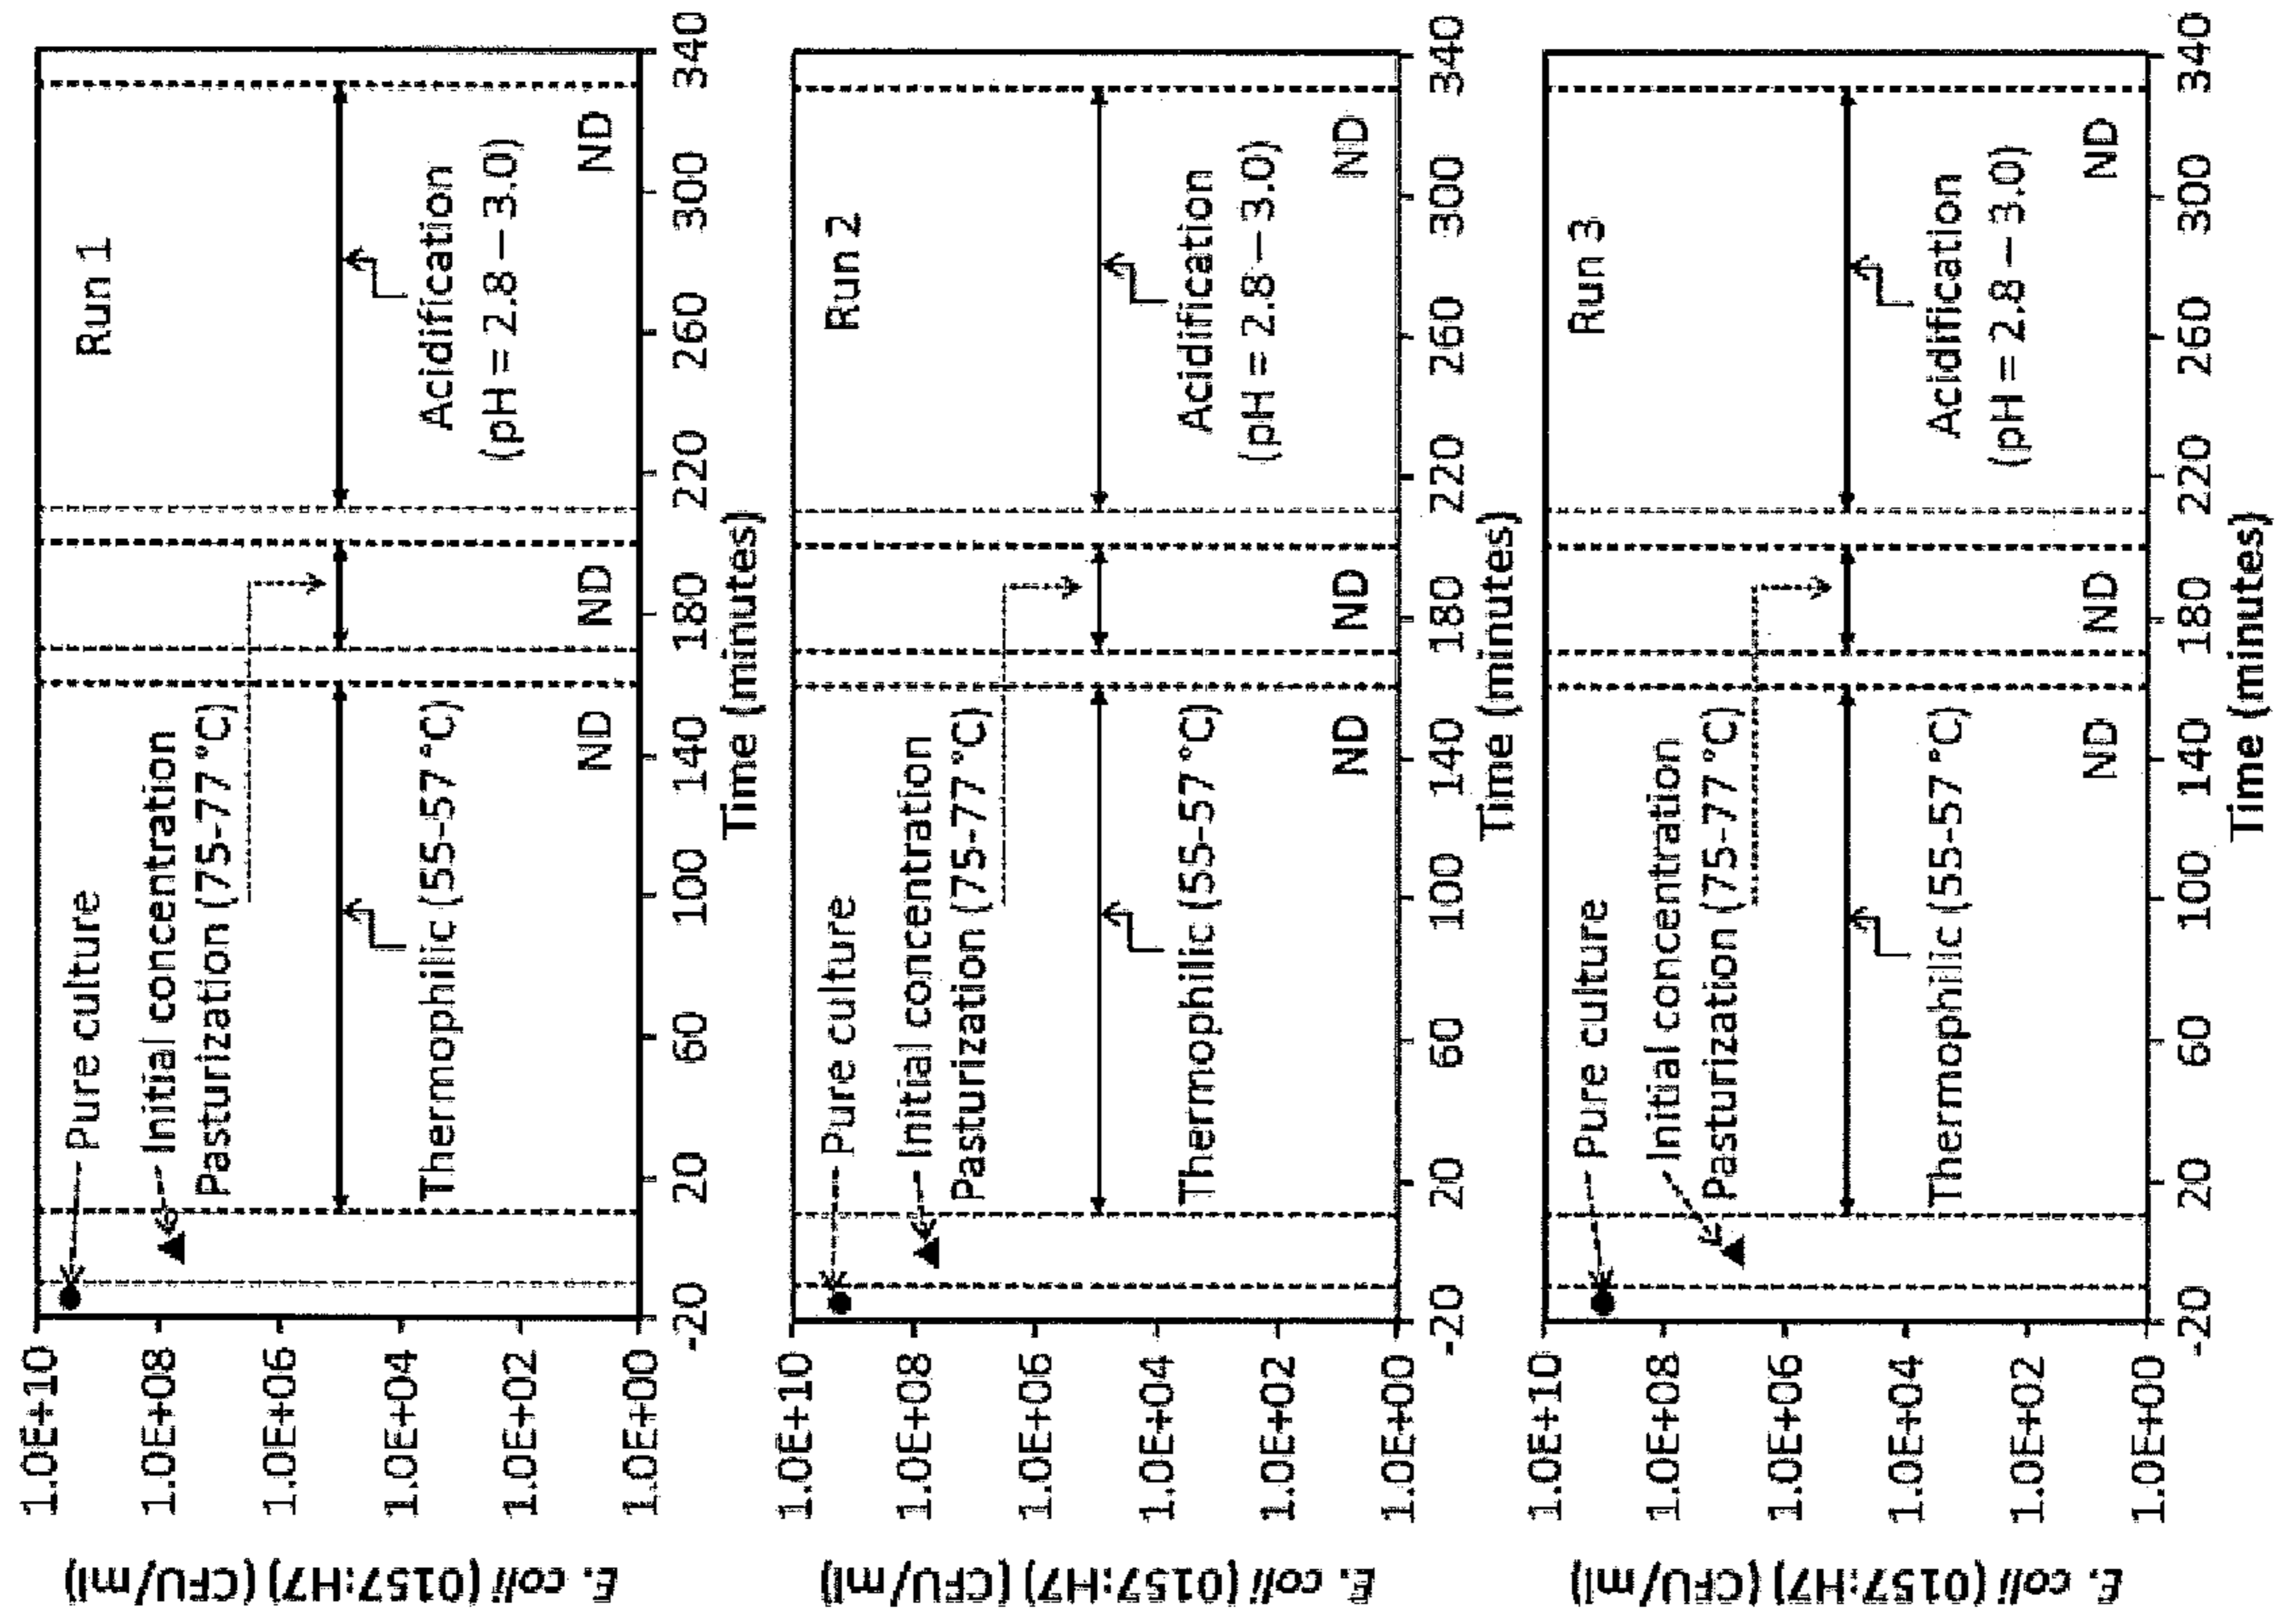 E. coli (0157:H7) (CFU/ml)
1.0E+10
1.0E+08
1.0E+06
1.0E+04
1.0E+02
1.0E+00
Run 1
Pure culture
Initial concentration
Pasturization (75-77 °C)
Thermophilic (55-57 °C)
Acidification
(pH = 2.8 – 3.0)
ND
ND
ND
-20
20
60
100
140
180
220
260
300
340
Time (minutes)
E. coli (0157:H7) (CFU/ml)
1.0E+10
1.0E+08
1.0E+06
1.0E+04
1.0E+02
1.0E+00
Run 2
Pure culture
Initial concentration
Pasturization (75-77 °C)
Thermophilic (55-57 °C)
Acidification
(pH = 2.8 – 3.0)
ND
ND
ND
-20
20
60
100
140
180
220
260
300
340
Time (minutes)
E. coli (0157:H7) (CFU/ml)
1.0E+10
1.0E+08
1.0E+06
1.0E+04
1.0E+02
1.0E+00
Run 3
Pure culture
Initial concentration
Pasturization (75-77 °C)
Thermophilic (55-57 °C)
Acidification
(pH = 2.8 – 3.0)
ND
ND
ND
-20
20
60
100
140
180
220
260
300
340
Time (minutes)